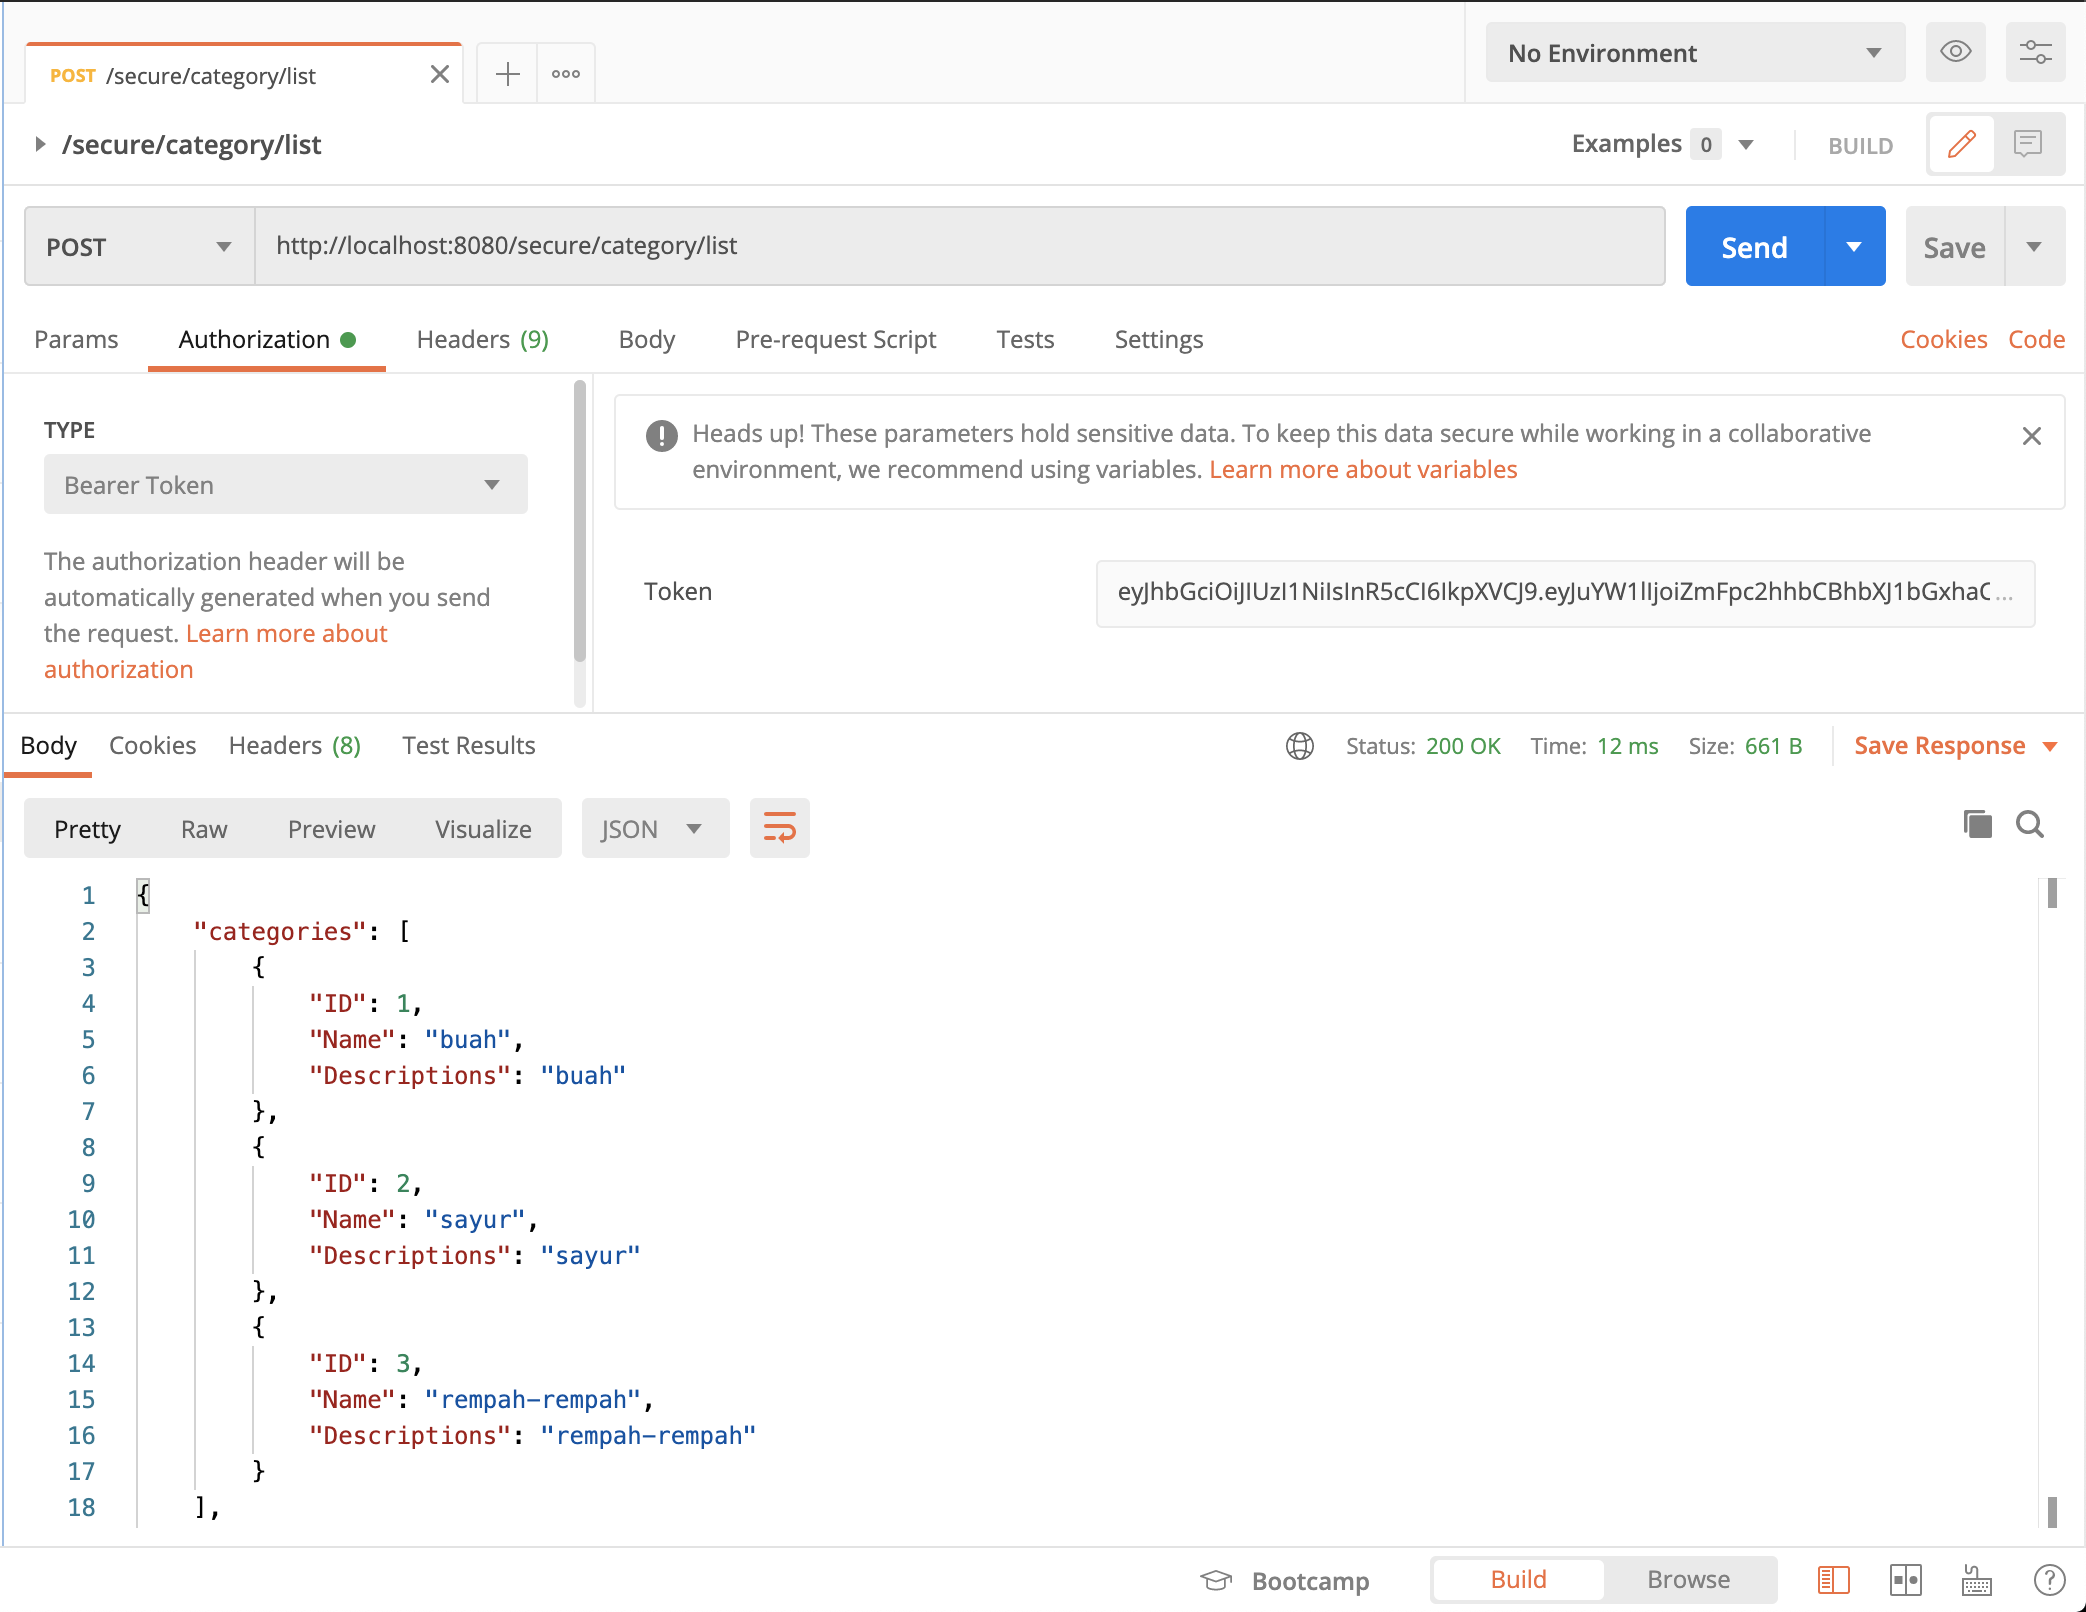 POST /secure/category/list
No Environment
/secure/category/list
Examples 0
BUILD
POST
http://localhost:8080/secure/category/list
Send
Save
Params
Authorization
Headers (9)
Body
Pre-request Script
Tests
Settings
Cookies
Code
TYPE
Bearer Token
The authorization header will be
automatically generated when you send
the request. Learn more about
authorization
Heads up! These parameters hold sensitive data. To keep this data secure while working in a collaborative
environment, we recommend using variables. Learn more about variables
Token
eyJhbGciOiJIUzI1NiIsInR5cCI6IkpXVCJ9.eyJuYW1lIjoiZmFpc2hhbCBhbXJ1bGxhaC...
Body
Cookies
Headers (8)
Test Results
Status: 200 OK
Time: 12 ms
Size: 661 B
Save Response
Pretty
Raw
Preview
Visualize
JSON
1 {
2 "categories": [
3 {
4 "ID": 1,
5 "Name": "buah",
6 "Descriptions": "buah"
7 },
8 {
9 "ID": 2,
10 "Name": "sayur",
11 "Descriptions": "sayur"
12 },
13 {
14 "ID": 3,
15 "Name": "rempah-rempah",
16 "Descriptions": "rempah-rempah"
17 }
18 ],
Bootcamp
Build
Browse